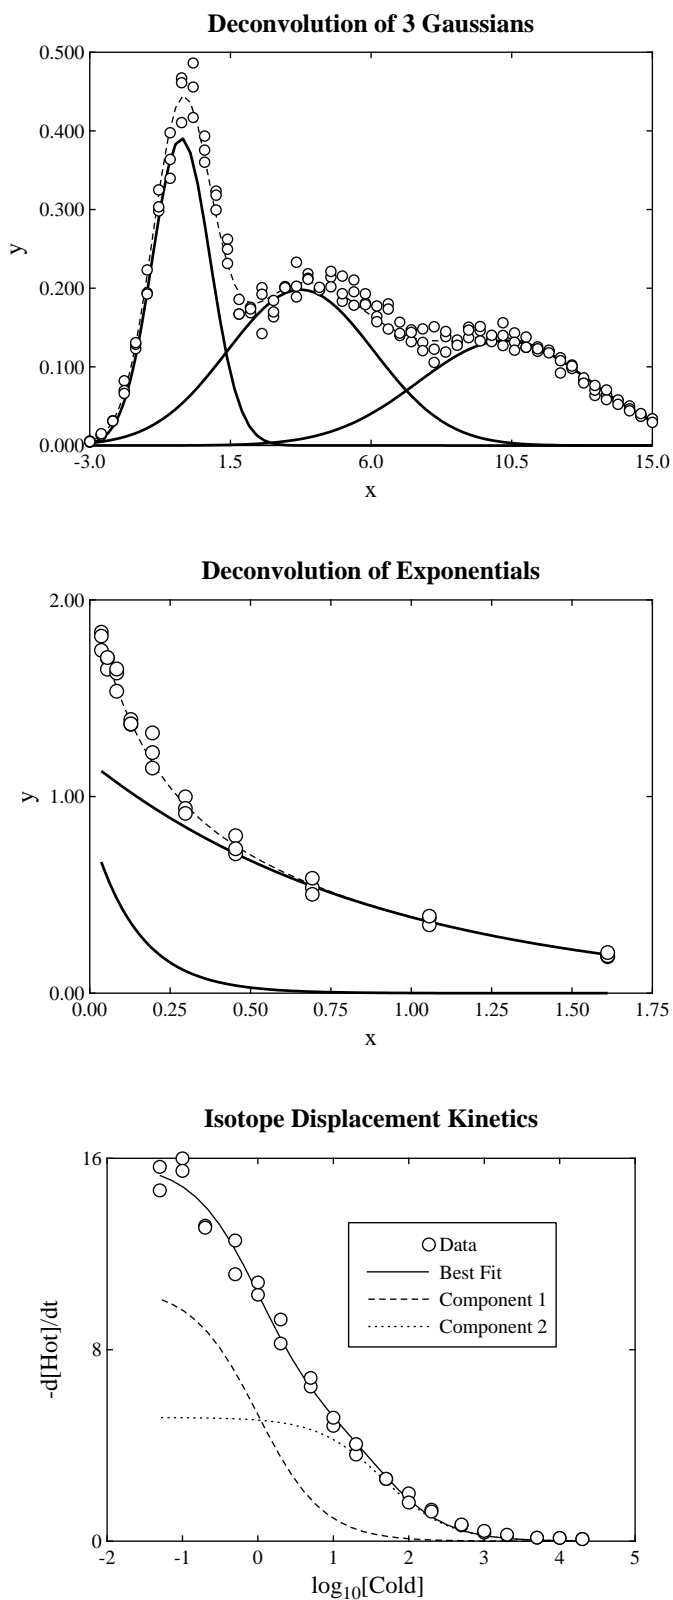 Deconvolution of 3 Gaussians
0.500
0.400
0.300
y
0.200
0.100
0.000
-3.0 1.5 6.0 10.5 15.0
x
Deconvolution of Exponentials
2.00
y
1.00
0.00
0.00 0.25 0.50 0.75 1.00 1.25 1.50 1.75
x
Isotope Displacement Kinetics
16
Data
Best Fit
Component 1
Component 2
-d[Hot]/dt
8
0
-2 -1 0 1 2 3 4 5
log10[Cold]